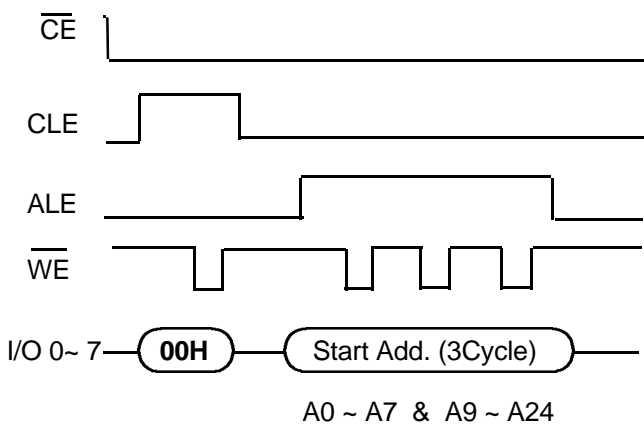 CE
CLE
ALE
WE
I/O 0~ 7 00H Start Add. (3Cycle)
A0 ~ A7 & A9 ~ A24